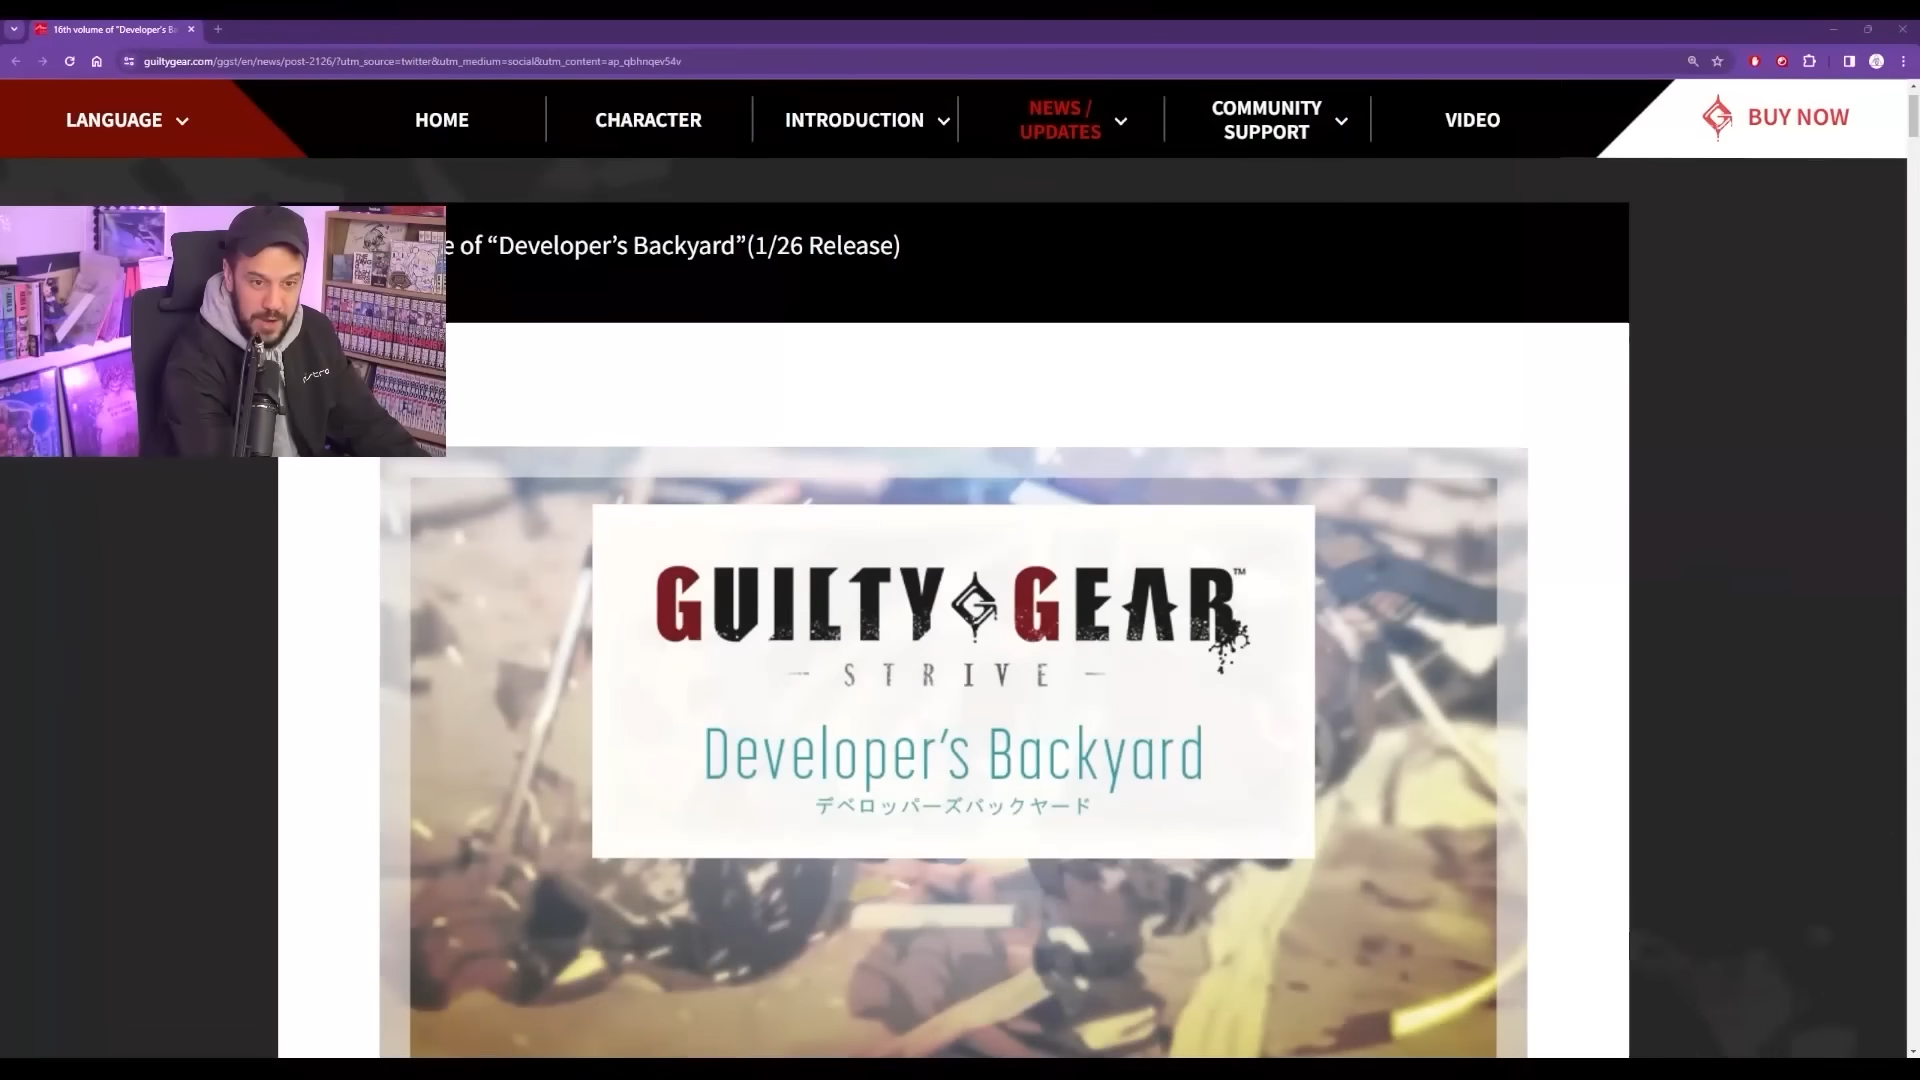 16th volume of "Developer's Ba
guiltygear.com/ggst/en/news/post-2126/?utm_source=twitter&utm_medium=social&utm_content=ap_qbhnqev54v
LANGUAGE
HOME
CHARACTER
INTRODUCTION
NEWS /
UPDATES
COMMUNITY
SUPPORT
VIDEO
BUY NOW
e of “Developer’s Backyard”(1/26 Release)
GUILTY GEAR™
STRIVE
Developer’s Backyard
デベロッパーズバックヤード